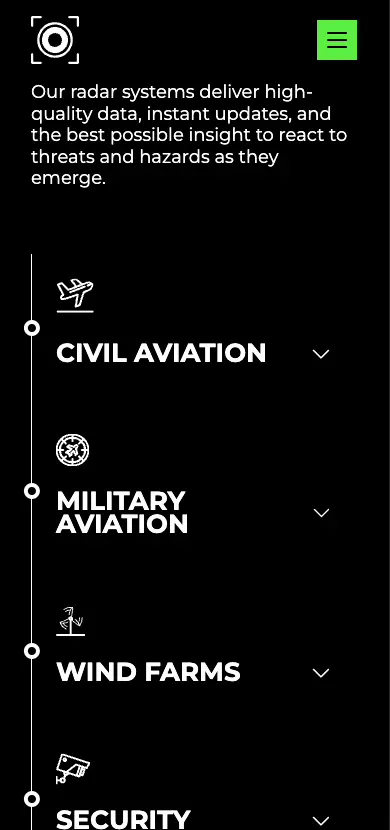 Our radar systems deliver high-
quality data, instant updates, and
the best possible insight to react to
threats and hazards as they
emerge.
CIVIL AVIATION
MILITARY
AVIATION
WIND FARMS
SECURITY